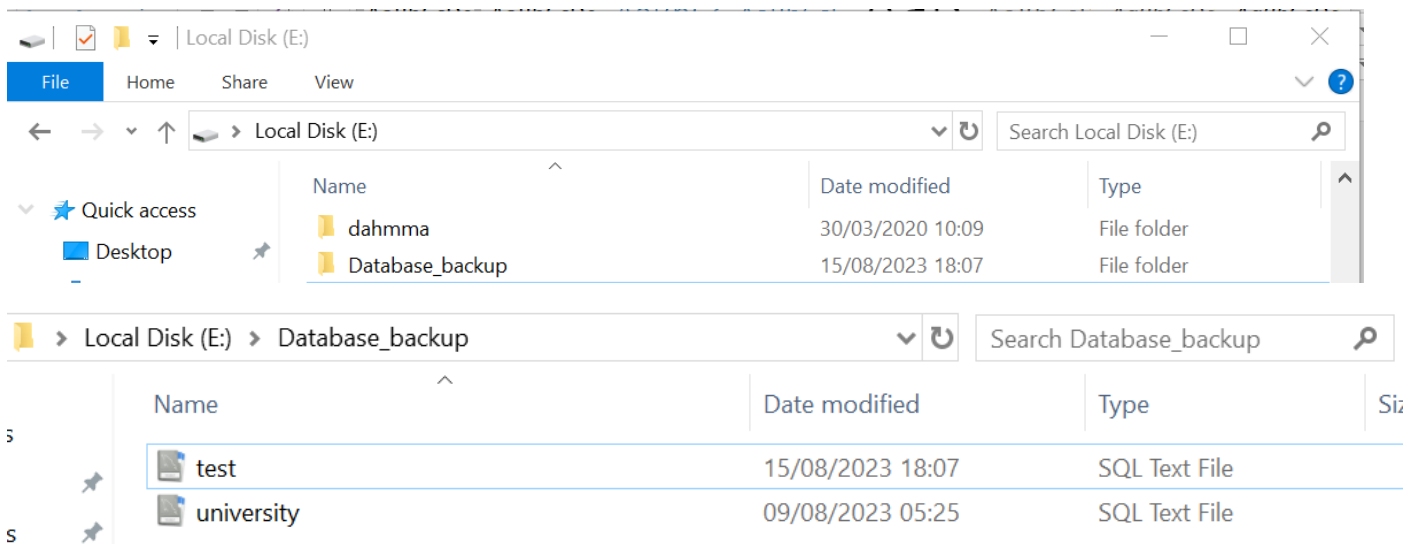 Local Disk (E:)
File Home Share View
Local Disk (E:) Search Local Disk (E:)
Name Date modified Type
Quick access
dahmma 30/03/2020 10:09 File folder
Desktop
Database_backup 15/08/2023 18:07 File folder
Local Disk (E:) Database_backup Search Database_backup
Name Date modified Type
test 15/08/2023 18:07 SQL Text File
university 09/08/2023 05:25 SQL Text File